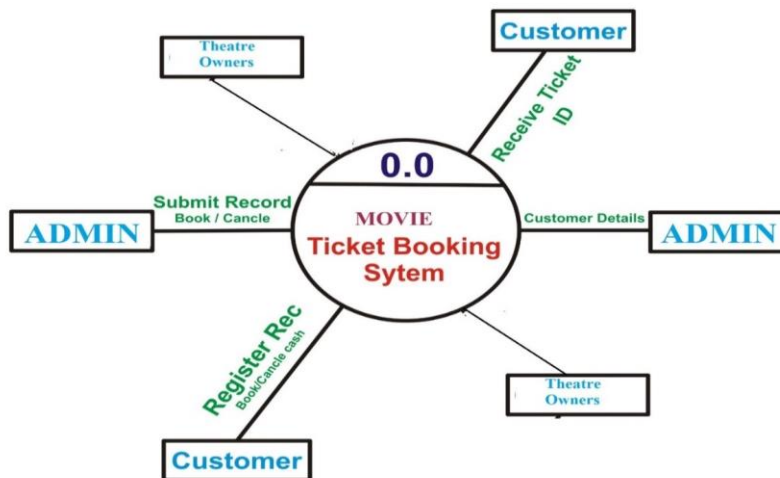 Customer
Theatre
Owners
Receive Ticket
ID
0.0
Submit Record
Book / Cancle
ADMIN
MOVIE
Ticket Booking
Sytem
Customer Details
ADMIN
Register Rec
Book/Cancle cash
Theatre
Owners
Customer